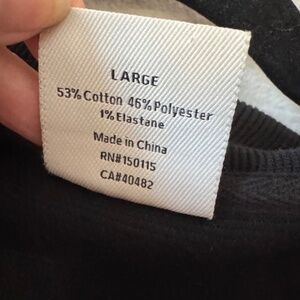 LARGE
53% Cotton 46% Polyester
1% Elastane
Made in China
RN#150115
CA#40482